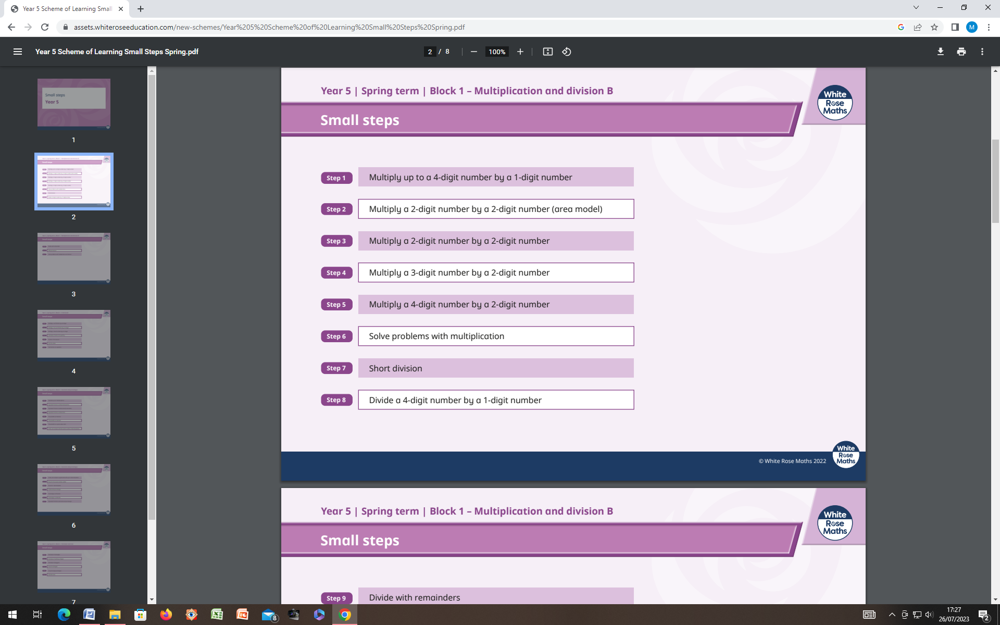 Year 5 Scheme of Learning Small
assets.whiteroseeducation.com/new-schemes/Year%205%20Scheme%20of%20Learning%20Small%20Steps%20Spring.pdf
M
Year 5 Scheme of Learning Small Steps Spring.pdf
2 / 8
100%
Small steps
Year 5
1
2
3
4
5
6
7
Year 5 | Spring term | Block 1 – Multiplication and division B
Small steps
White
Rose
Maths
Step 1 Multiply up to a 4-digit number by a 1-digit number
Step 2 Multiply a 2-digit number by a 2-digit number (area model)
Step 3 Multiply a 2-digit number by a 2-digit number
Step 4 Multiply a 3-digit number by a 2-digit number
Step 5 Multiply a 4-digit number by a 2-digit number
Step 6 Solve problems with multiplication
Step 7 Short division
Step 8 Divide a 4-digit number by a 1-digit number
© White Rose Maths 2022
White
Rose
Maths
Year 5 | Spring term | Block 1 – Multiplication and division B
Small steps
White
Rose
Maths
Step 9 Divide with remainders
8
17:27
26/07/2023
2